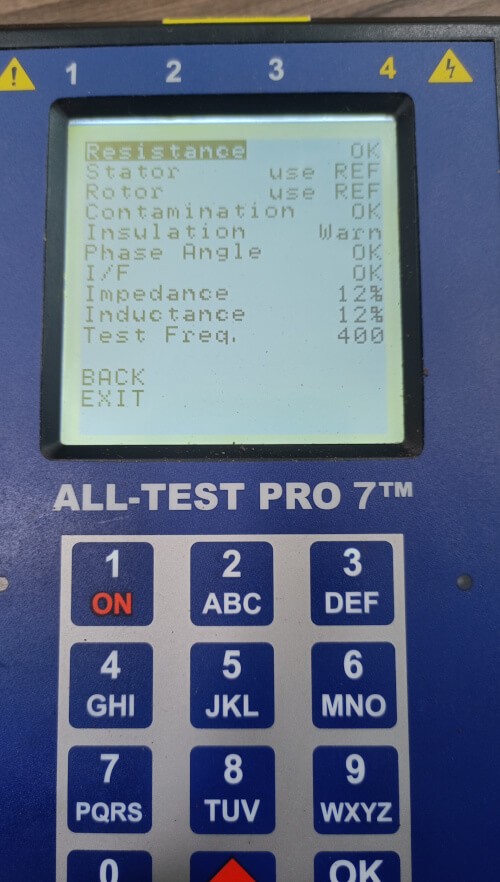 1 2 3 4
Resistance OK
Stator use REF
Rotor use REF
Contamination OK
Insulation Warn
Phase Angle OK
I/F OK
Impedance 12%
Inductance 12%
Test Freq. 400
BACK
EXIT
ALL-TEST PRO 7™
1 2 3
ON ABC DEF
4 5 6
GHI JKL MNO
7 8 9
PQRS TUV WXYZ
0 OK